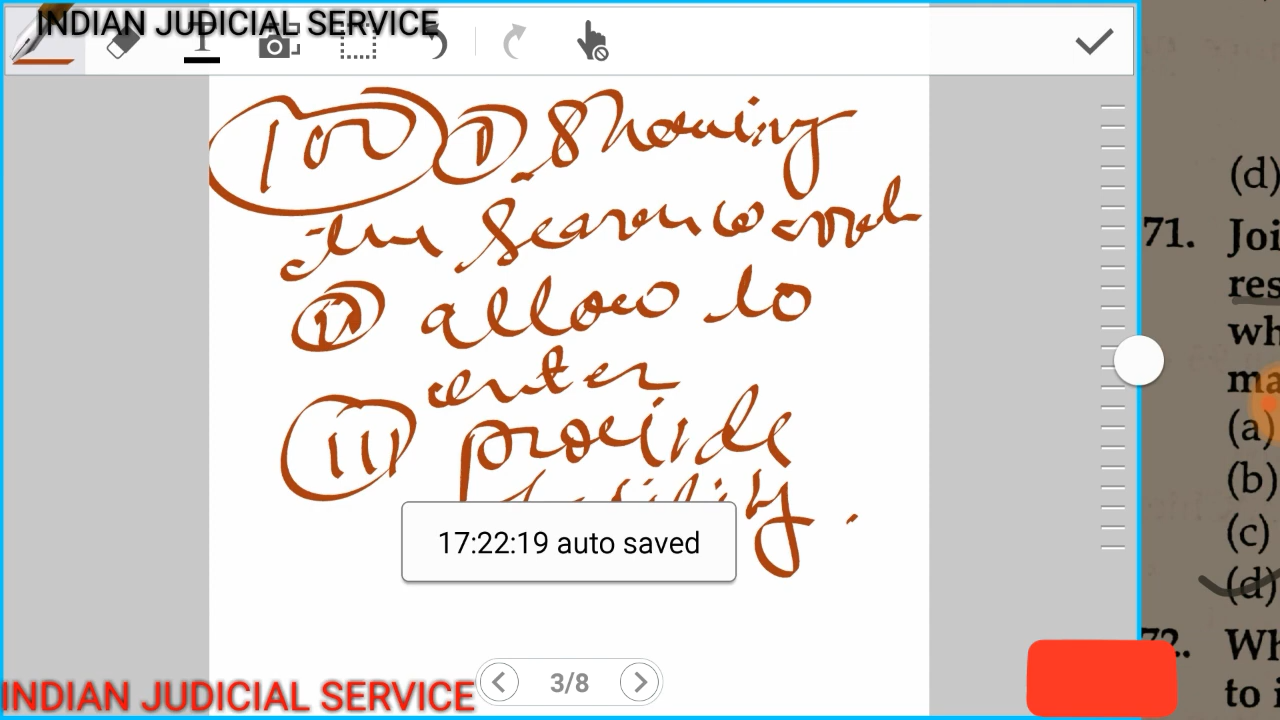 INDIAN JUDICIAL SERVICE
T
100 (I) Showing
the Search warrant
(II) allow to
enter
(III) provide
facility.
17:22:19 auto saved
3/8
INDIAN JUDICIAL SERVICE
(d)
71. Joi
res
wh
ma
(a)
(b)
(c)
(d)
72. Wh
to i